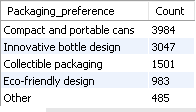 Packaging_preference Count
Compact and portable cans 3984
Innovative bottle design 3047
Collectible packaging 1501
Eco-friendly design 983
Other 485